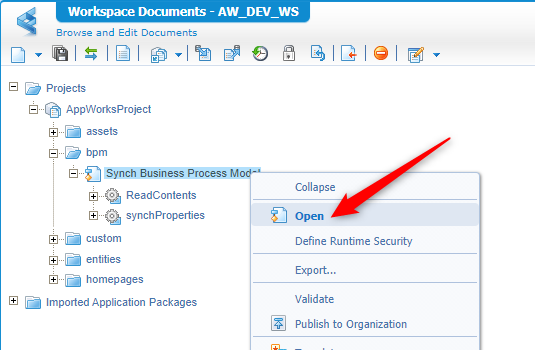 Workspace Documents - AW_DEV_WS
Browse and Edit Documents
Projects
AppWorksProject
assets
bpm
Synch Business Process Model
ReadContents
synchProperties
custom
entities
homepages
Imported Application Packages
Collapse
Open
Define Runtime Security
Export...
Validate
Publish to Organization